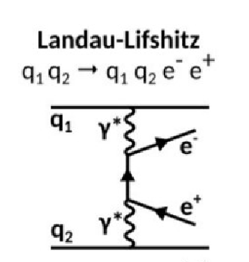 Landau-Lifshitz
q₁ q₂ → q₁ q₂ e⁻ e⁺
q₁ γ*
e⁻
e⁺
q₂ γ*